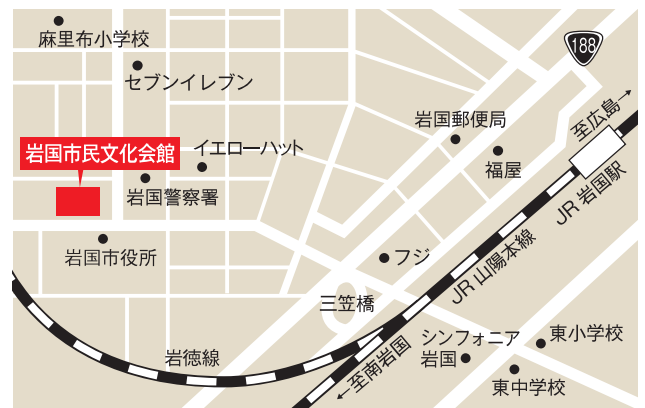 麻里布小学校
188
セブンイレブン
至広島
岩国郵便局
岩国市民文化会館
イエローハット
福屋
岩国警察署
JR 岩国駅
岩国市役所
フジ
JR 山陽本線
三笠橋
シンフォニア
岩国
東小学校
岩徳線
至南岩国
東中学校